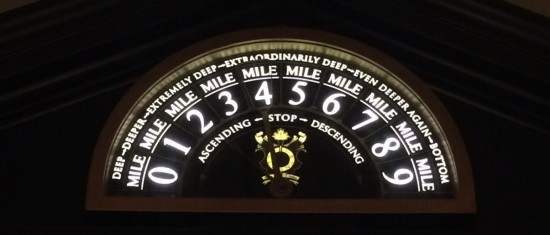 DEEP—DEEPER—EXTREMELY DEEP—EXTRAORDINARILY DEEP—EVEN DEEPER AGAIN—BOTTOM
MILE MILE MILE MILE MILE MILE MILE MILE MILE MILE
0 1 2 3 4 5 6 7 8 9
ASCENDING – STOP – DESCENDING